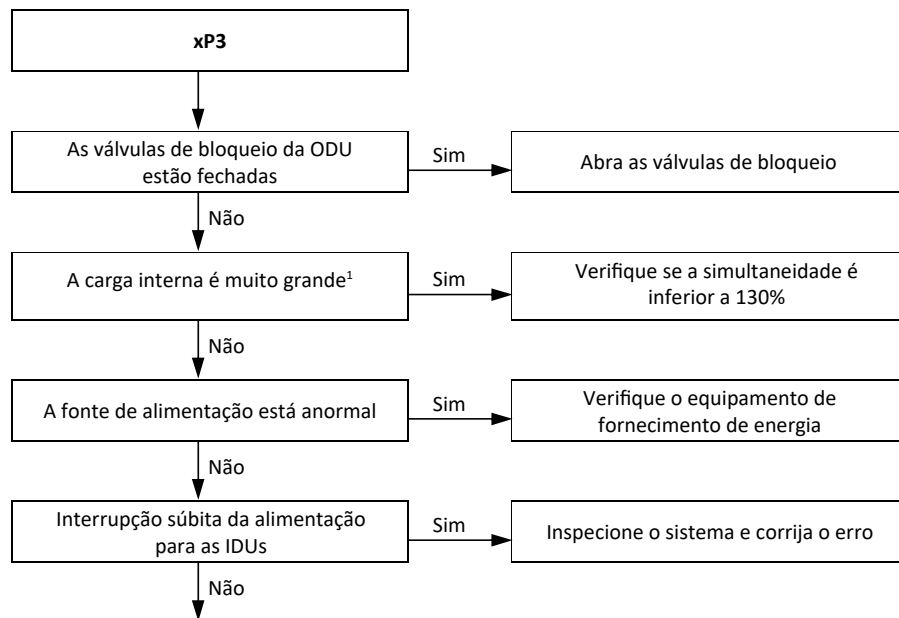 xP3
As válvulas de bloqueio da ODU
estão fechadas
Sim
Abra as válvulas de bloqueio
Não
A carga interna é muito grande¹
Sim
Verifique se a simultaneidade é
inferior a 130%
Não
A fonte de alimentação está anormal
Sim
Verifique o equipamento de
fornecimento de energia
Não
Interrupção súbita da alimentação
para as IDUs
Sim
Inspecione o sistema e corrija o erro
Não